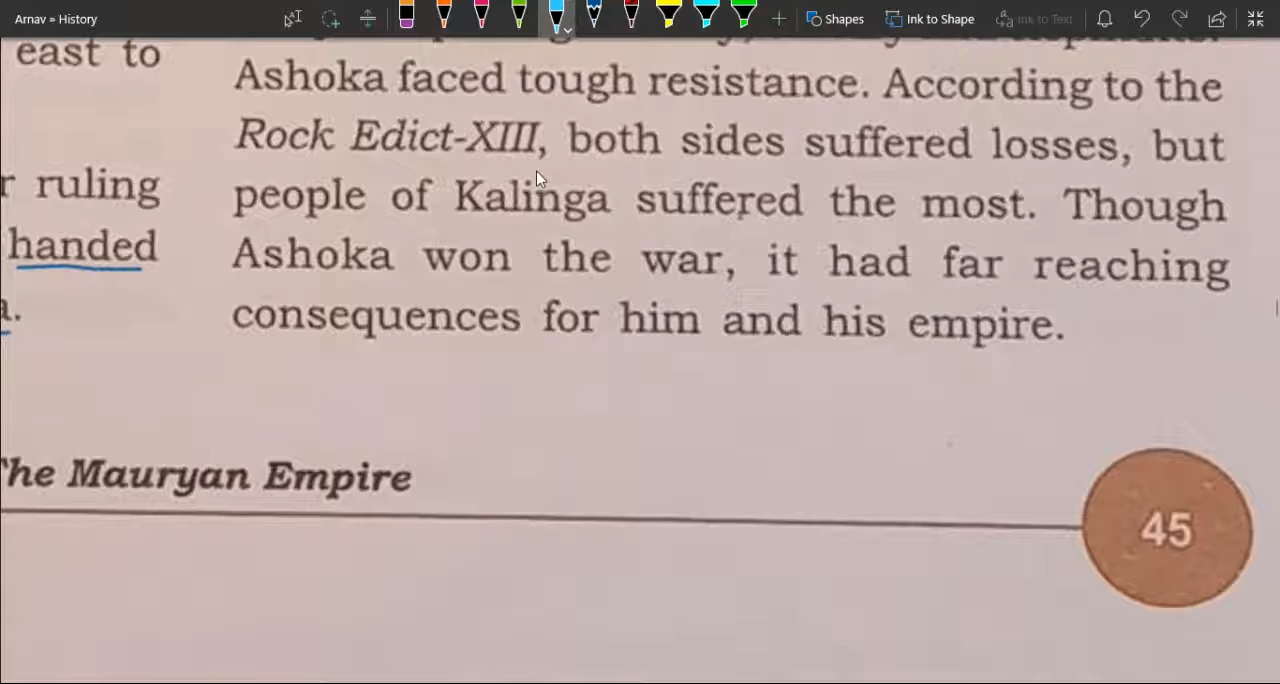 Arnav » History
Shapes
Ink to Shape
Ink to Text
east to
ruling
handed
Ashoka faced tough resistance. According to the
Rock Edict-XIII, both sides suffered losses, but
people of Kalinga suffered the most. Though
Ashoka won the war, it had far reaching
consequences for him and his empire.
The Mauryan Empire
45